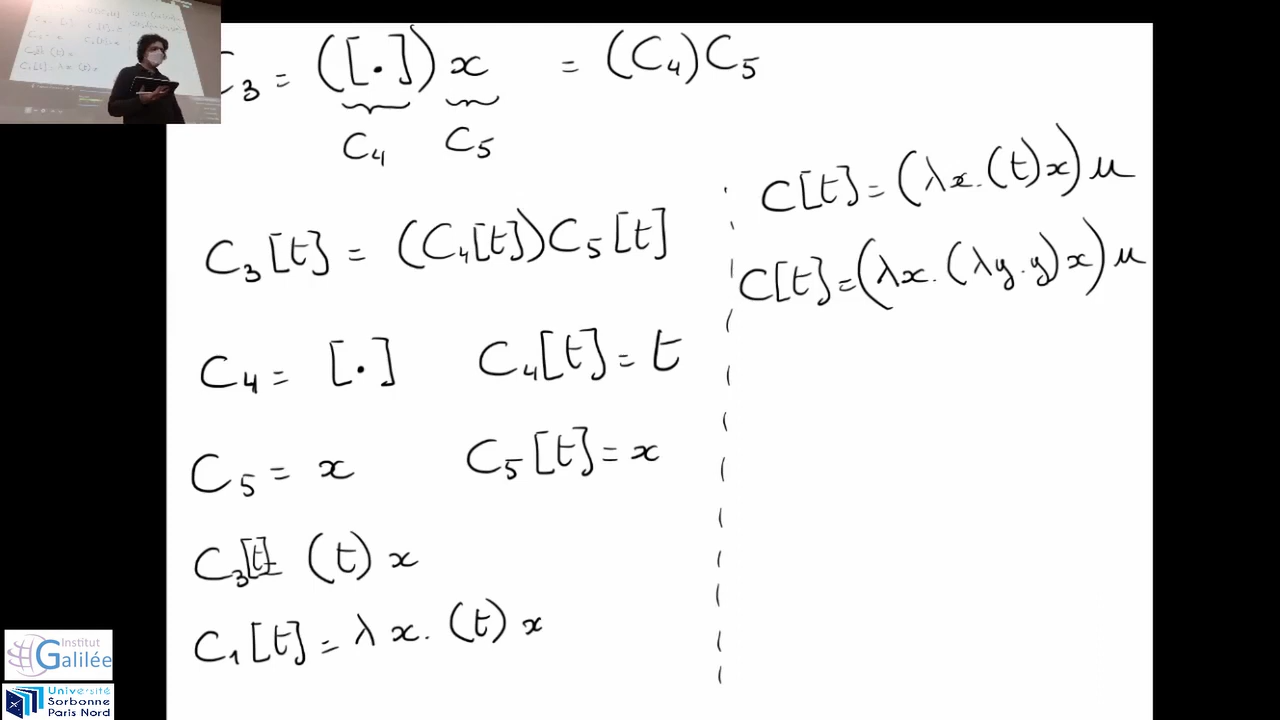 C₃ = ([·]) x = (C₄)C₅
C₄ C₅
C₃[t] = (C₄[t])C₅[t]
C₄ = [·] C₄[t] = t
C₅ = x C₅[t] = x
C₃[t] = (t) x
C₁[t] = λx.(t) x
C[t] = (λx.(t)x)u
C[t] = (λx.(λy.y)x)u
Institut
Galilée
Université
Sorbonne
Paris Nord